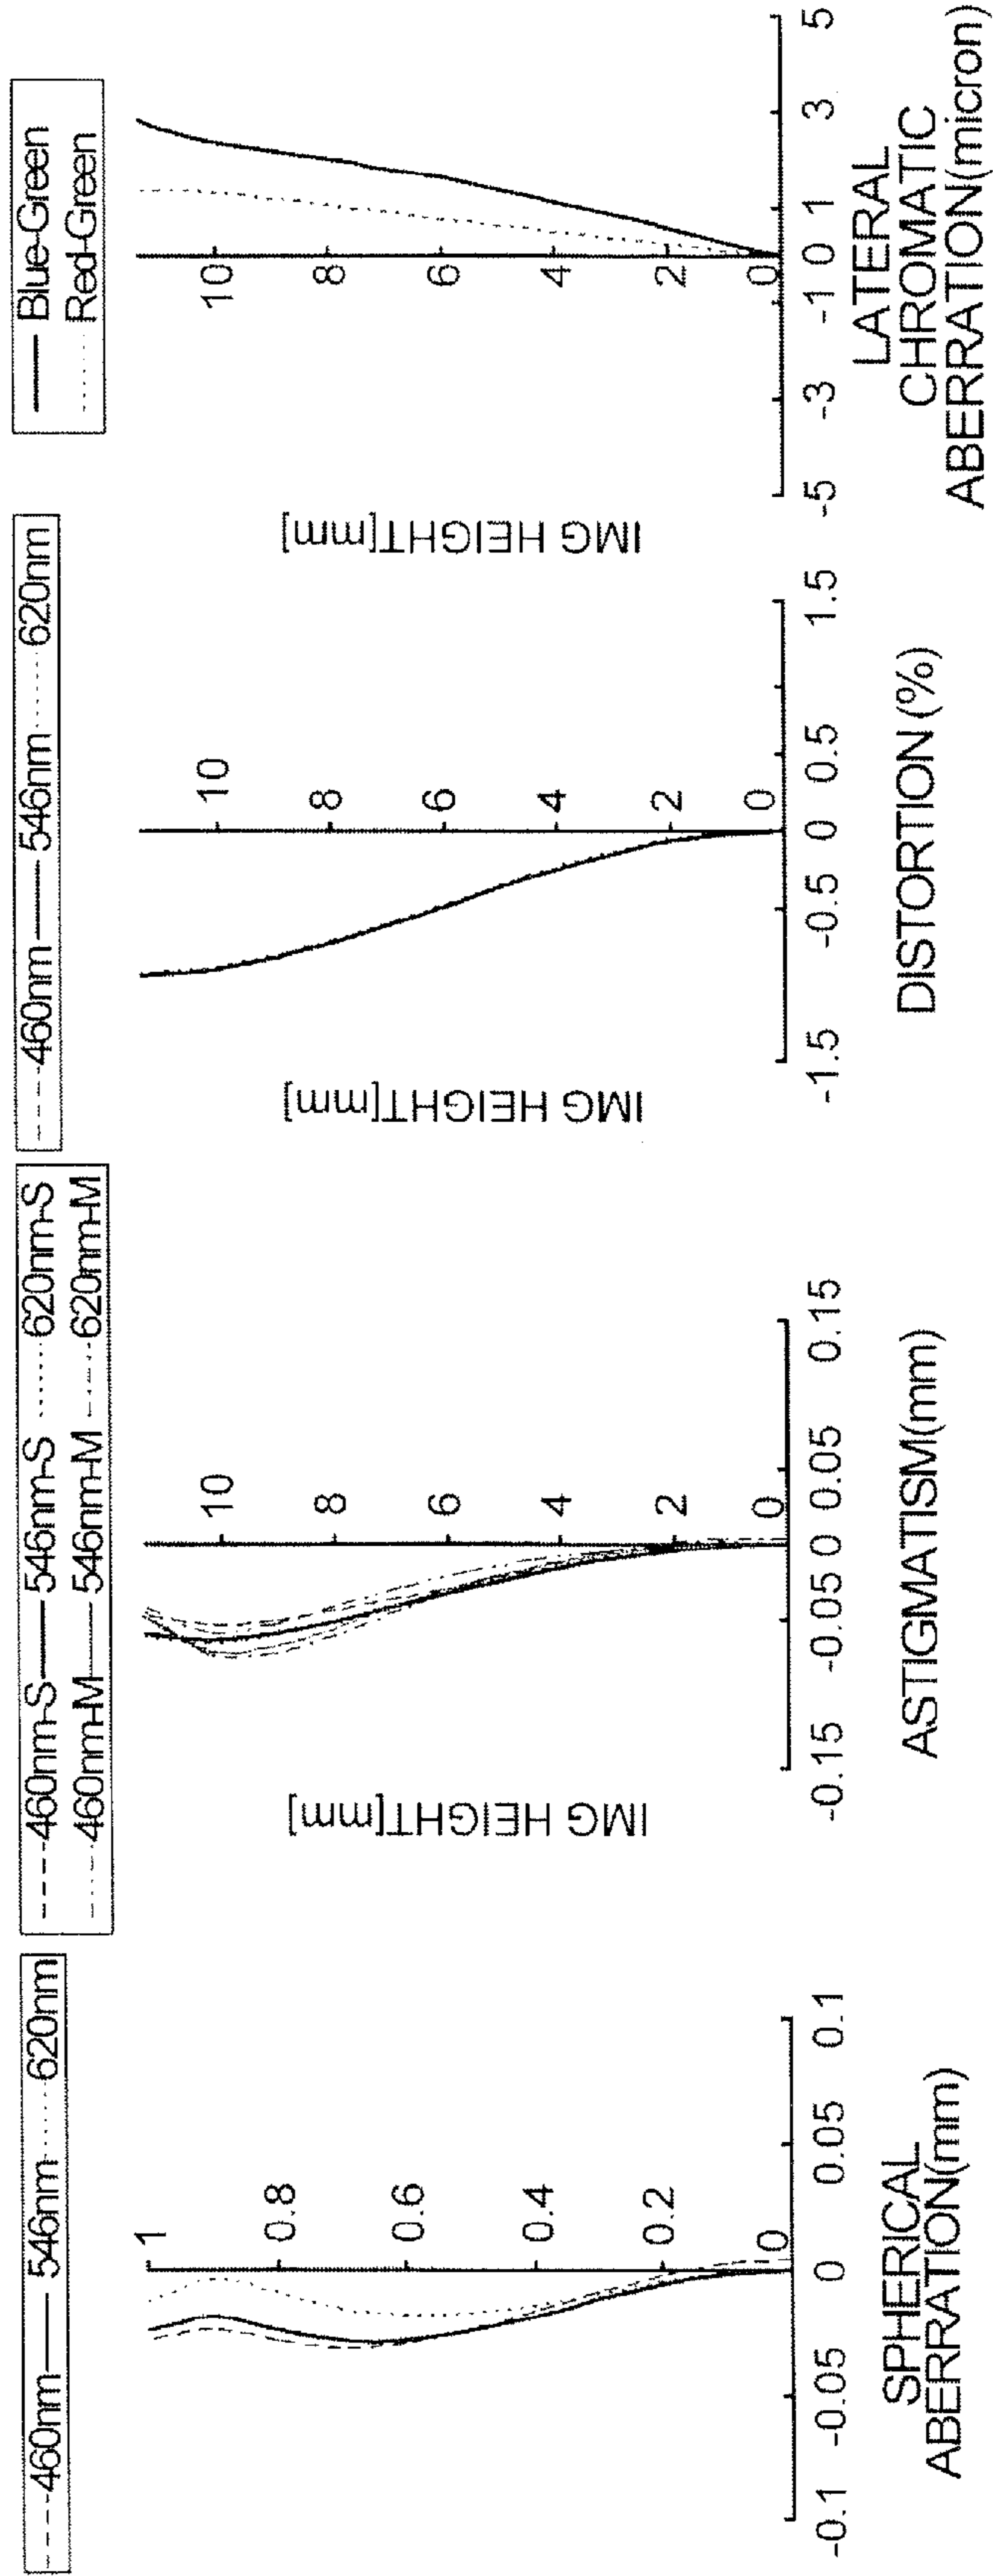 460nm 546nm 620nm
1
0.8
0.6
0.4
0.2
0
-0.1 -0.05 0 0.05 0.1
SPHERICAL
ABERRATION(mm)
460nm-S 546nm-S 620nm-S
460nm-M 546nm-M 620nm-M
IMG HEIGHT[mm]
10
8
6
4
2
0
-0.15 -0.05 0 0.05 0.15
ASTIGMATISM(mm)
460nm 546nm 620nm
IMG HEIGHT[mm]
10
8
6
4
2
0
-1.5 -0.5 0 0.5 1.5
DISTORTION (%)
Blue-Green
Red-Green
IMG HEIGHT[mm]
10
8
6
4
2
0
-5 -3 -1 0 1 3 5
LATERAL
CHROMATIC
ABERRATION(micron)